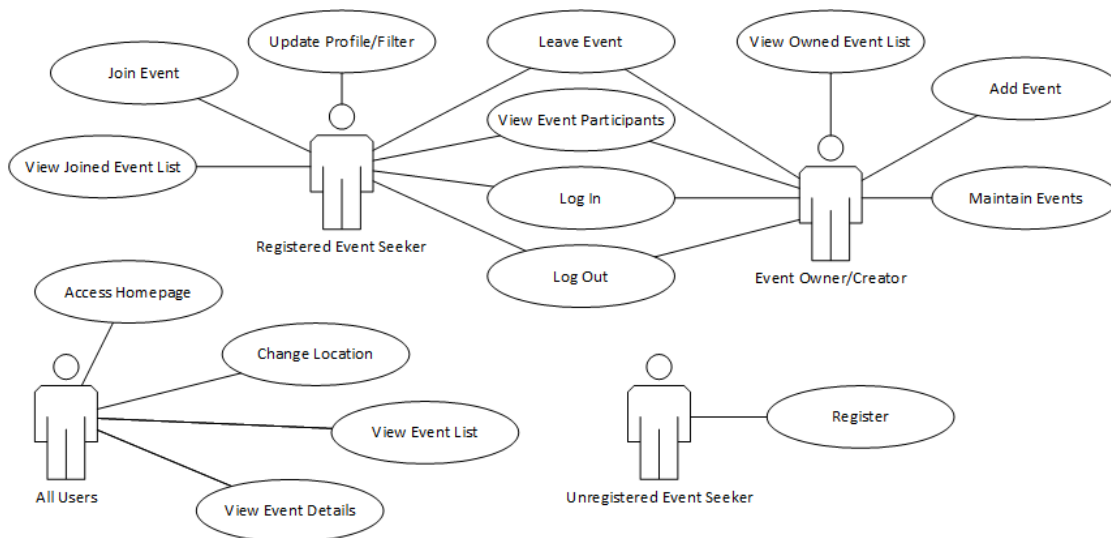 Update Profile/Filter
Leave Event
View Owned Event List
Join Event
Add Event
View Event Participants
View Joined Event List
Log In
Maintain Events
Registered Event Seeker
Log Out
Event Owner/Creator
Access Homepage
Change Location
Register
View Event List
All Users
Unregistered Event Seeker
View Event Details